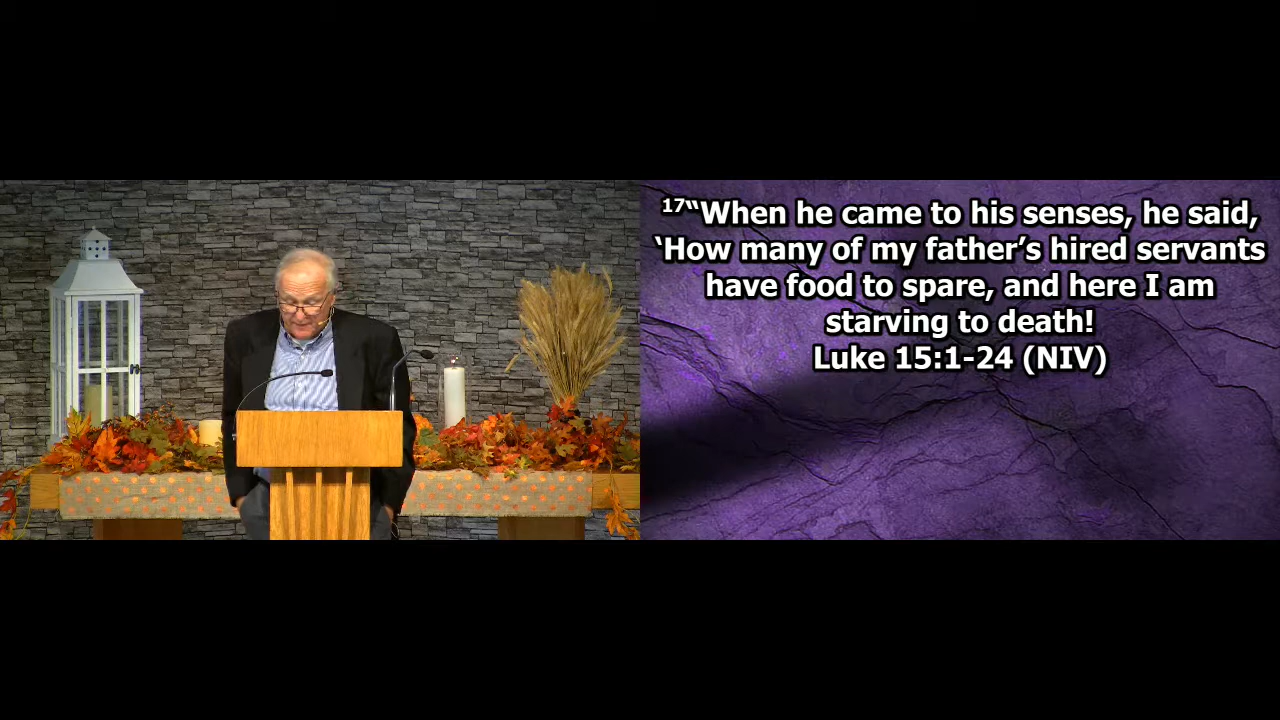 17“When he came to his senses, he said,
‘How many of my father’s hired servants
have food to spare, and here I am
starving to death!
Luke 15:1-24 (NIV)